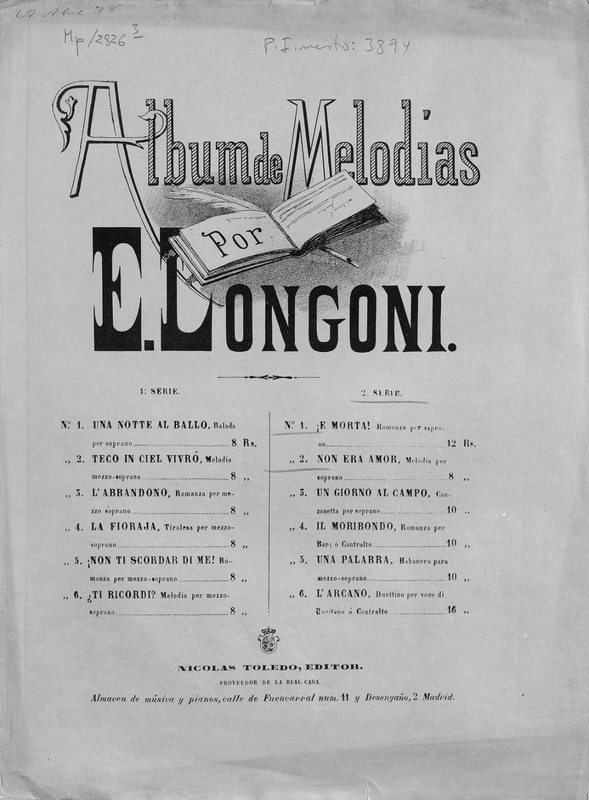 Mp/2826 3
3894
Album de Melodías
Por
E. LONGONI.
1ª SERIE.
Nº 1. UNA NOTTE AL BALLO, Balada
per soprano 8 Rs.
„ 2. TECO IN CIEL VIVRÓ, Melodia
mezzo-soprano 8 „
„ 3. L'ABBANDONO, Romanza per me-
zzo soprano 8 „
„ 4. LA FIORAJA, Tirolesa per mezzo-
soprano 8 „
„ 5. ¡NON TI SCORDAR DI ME! Ro-
manza per mezzo-soprano 8 „
„ 6. ¿TI RICORDI? Melodia per mezzo-
soprano 8 „
2ª SERIE.
Nº 1. ¡E MORTA! Romanza per sopra-
no 12 Rs.
„ 2. NON ERA AMOR, Melodia per
soprano 8 „
„ 3. UN GIORNO AL CAMPO, Can-
zonetta per soprano 10 „
„ 4. IL MORIBONDO, Romanza per
Bar: o Contralto 10 „
„ 5. UNA PALABRA, Habanera para
mezzo-soprano 10 „
„ 6. L'ARCANO, Duettino per voce di
Baritono ó Contralto 16 „
NICOLAS TOLEDO, EDITOR.
PROVEEDOR DE LA REAL CASA
Almacen de música y pianos, calle de Fuencarral num. 11 y Desengaño, 2 Madrid.